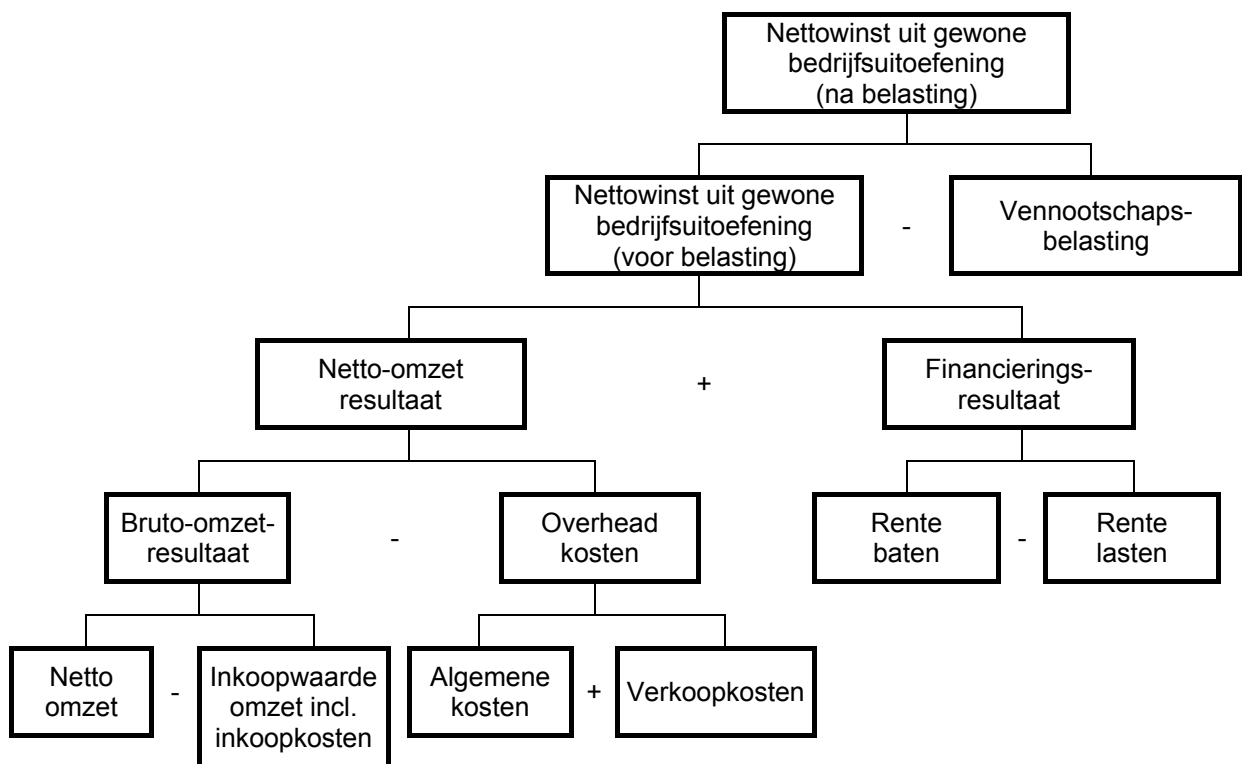 Nettowinst uit gewone
bedrijfsuitoefening
(na belasting)
Nettowinst uit gewone
bedrijfsuitoefening
(voor belasting)
-
Vennootschaps-
belasting
Netto-omzet
resultaat
+
Financierings-
resultaat
Bruto-omzet-
resultaat
-
Overhead
kosten
Rente
baten
-
Rente
lasten
Netto
omzet
-
Inkoopwaarde
omzet incl.
inkoopkosten
Algemene
kosten
+
Verkoopkosten